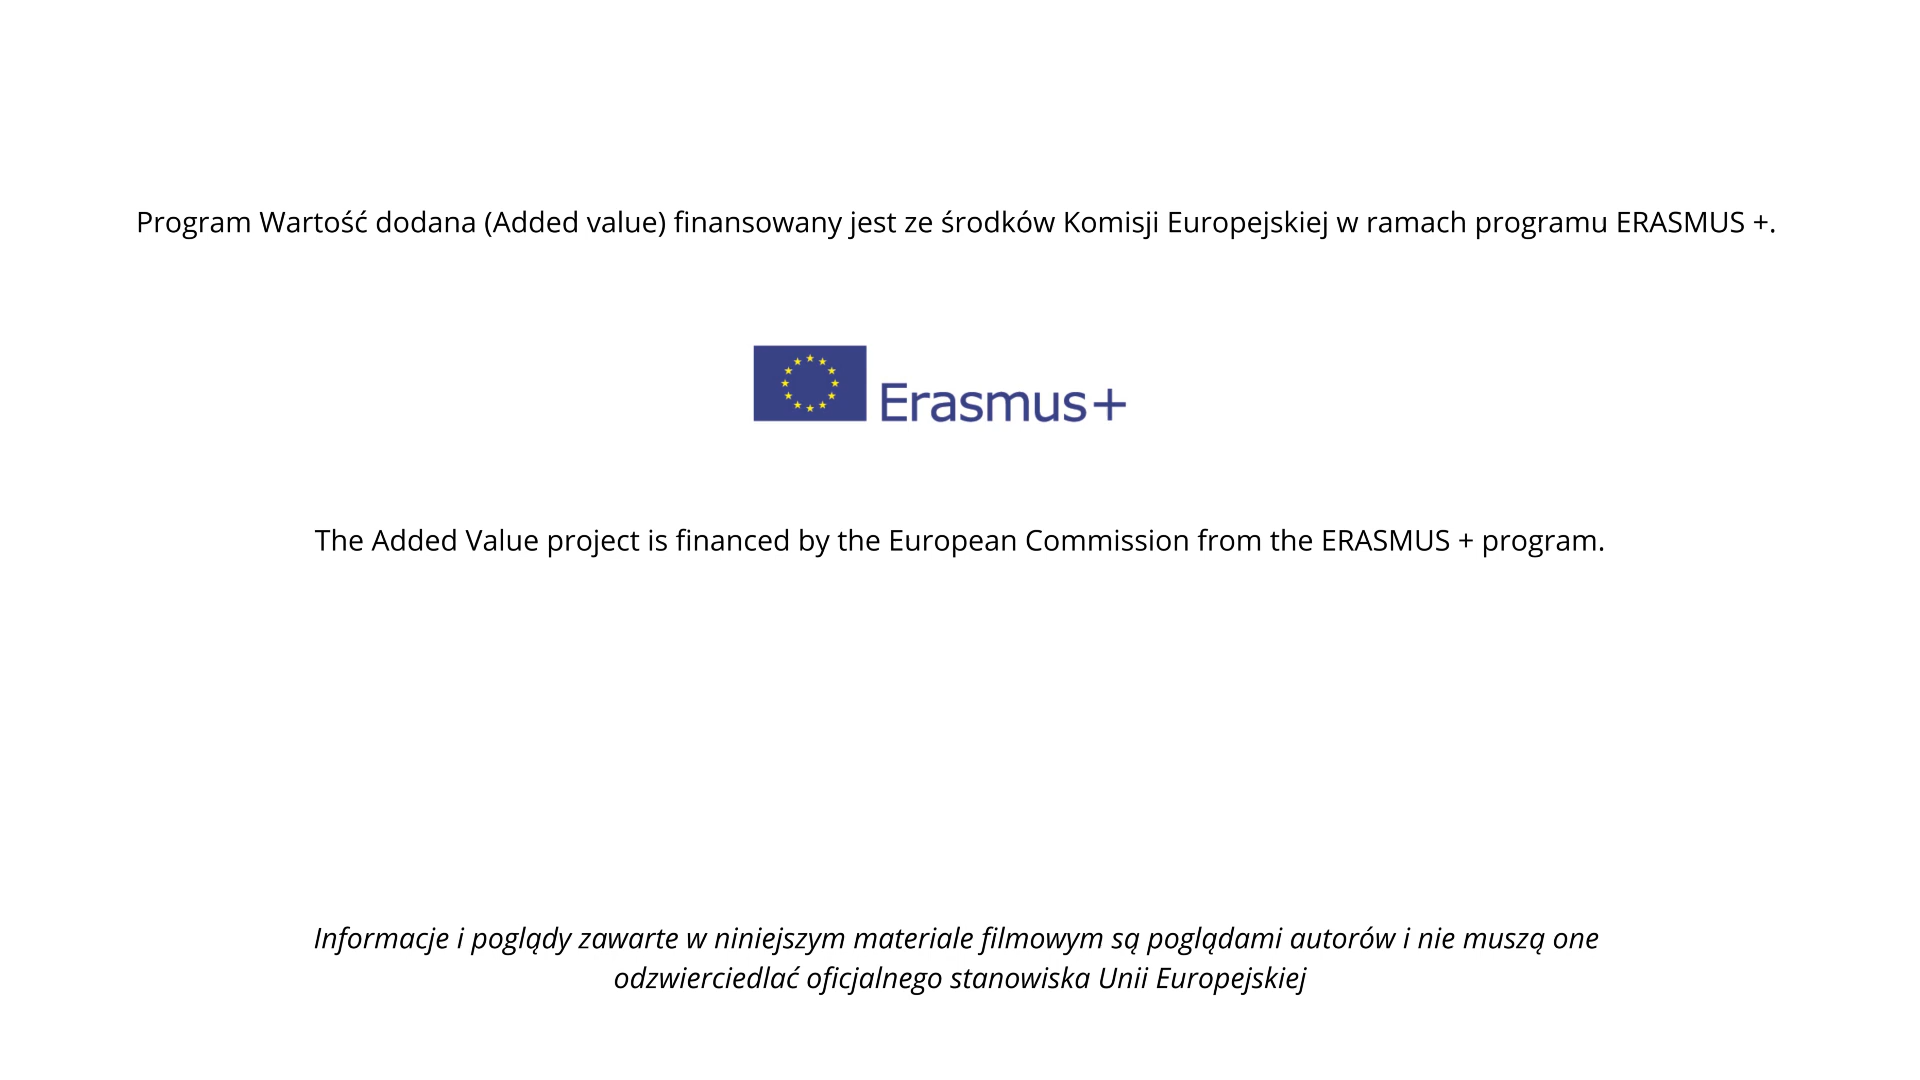 Program Wartość dodana (Added value) finansowany jest ze środków Komisji Europejskiej w ramach programu ERASMUS +.
Erasmus+
The Added Value project is financed by the European Commission from the ERASMUS + program.
Informacje i poglądy zawarte w niniejszym materiale filmowym są poglądami autorów i nie muszą one
odzwierciedlać oficjalnego stanowiska Unii Europejskiej